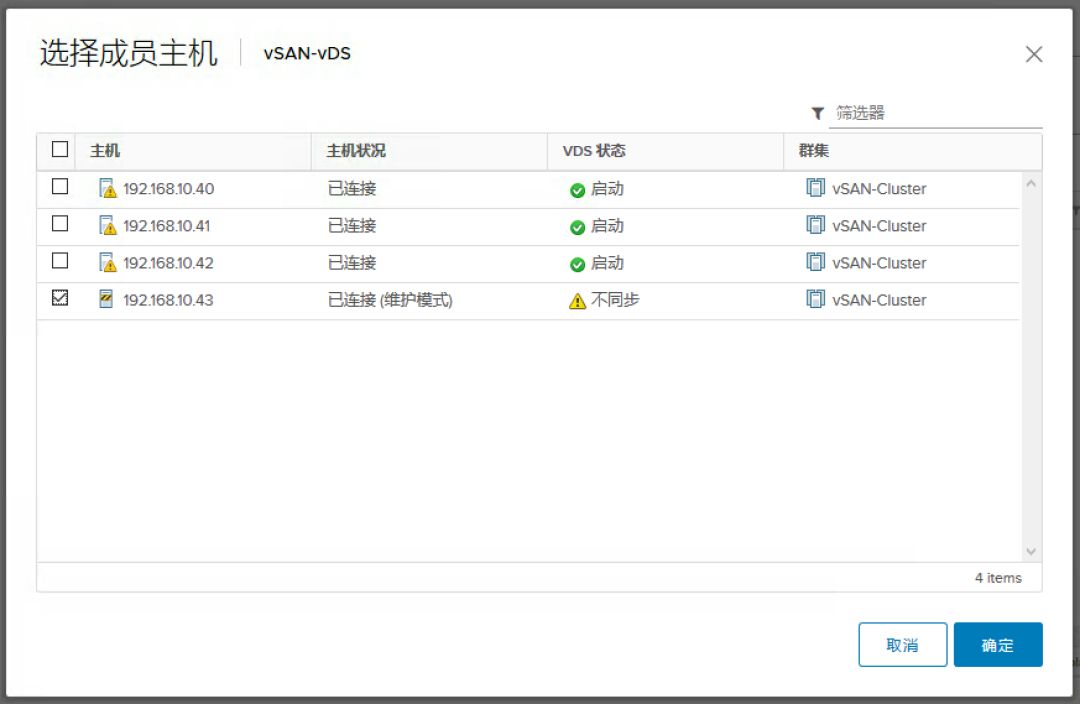 选择成员主机 vSAN-vDS
筛选器
主机 主机状况 VDS 状态 群集
192.168.10.40 已连接 启动 vSAN-Cluster
192.168.10.41 已连接 启动 vSAN-Cluster
192.168.10.42 已连接 启动 vSAN-Cluster
192.168.10.43 已连接 (维护模式) 不同步 vSAN-Cluster
4 items
取消 确定